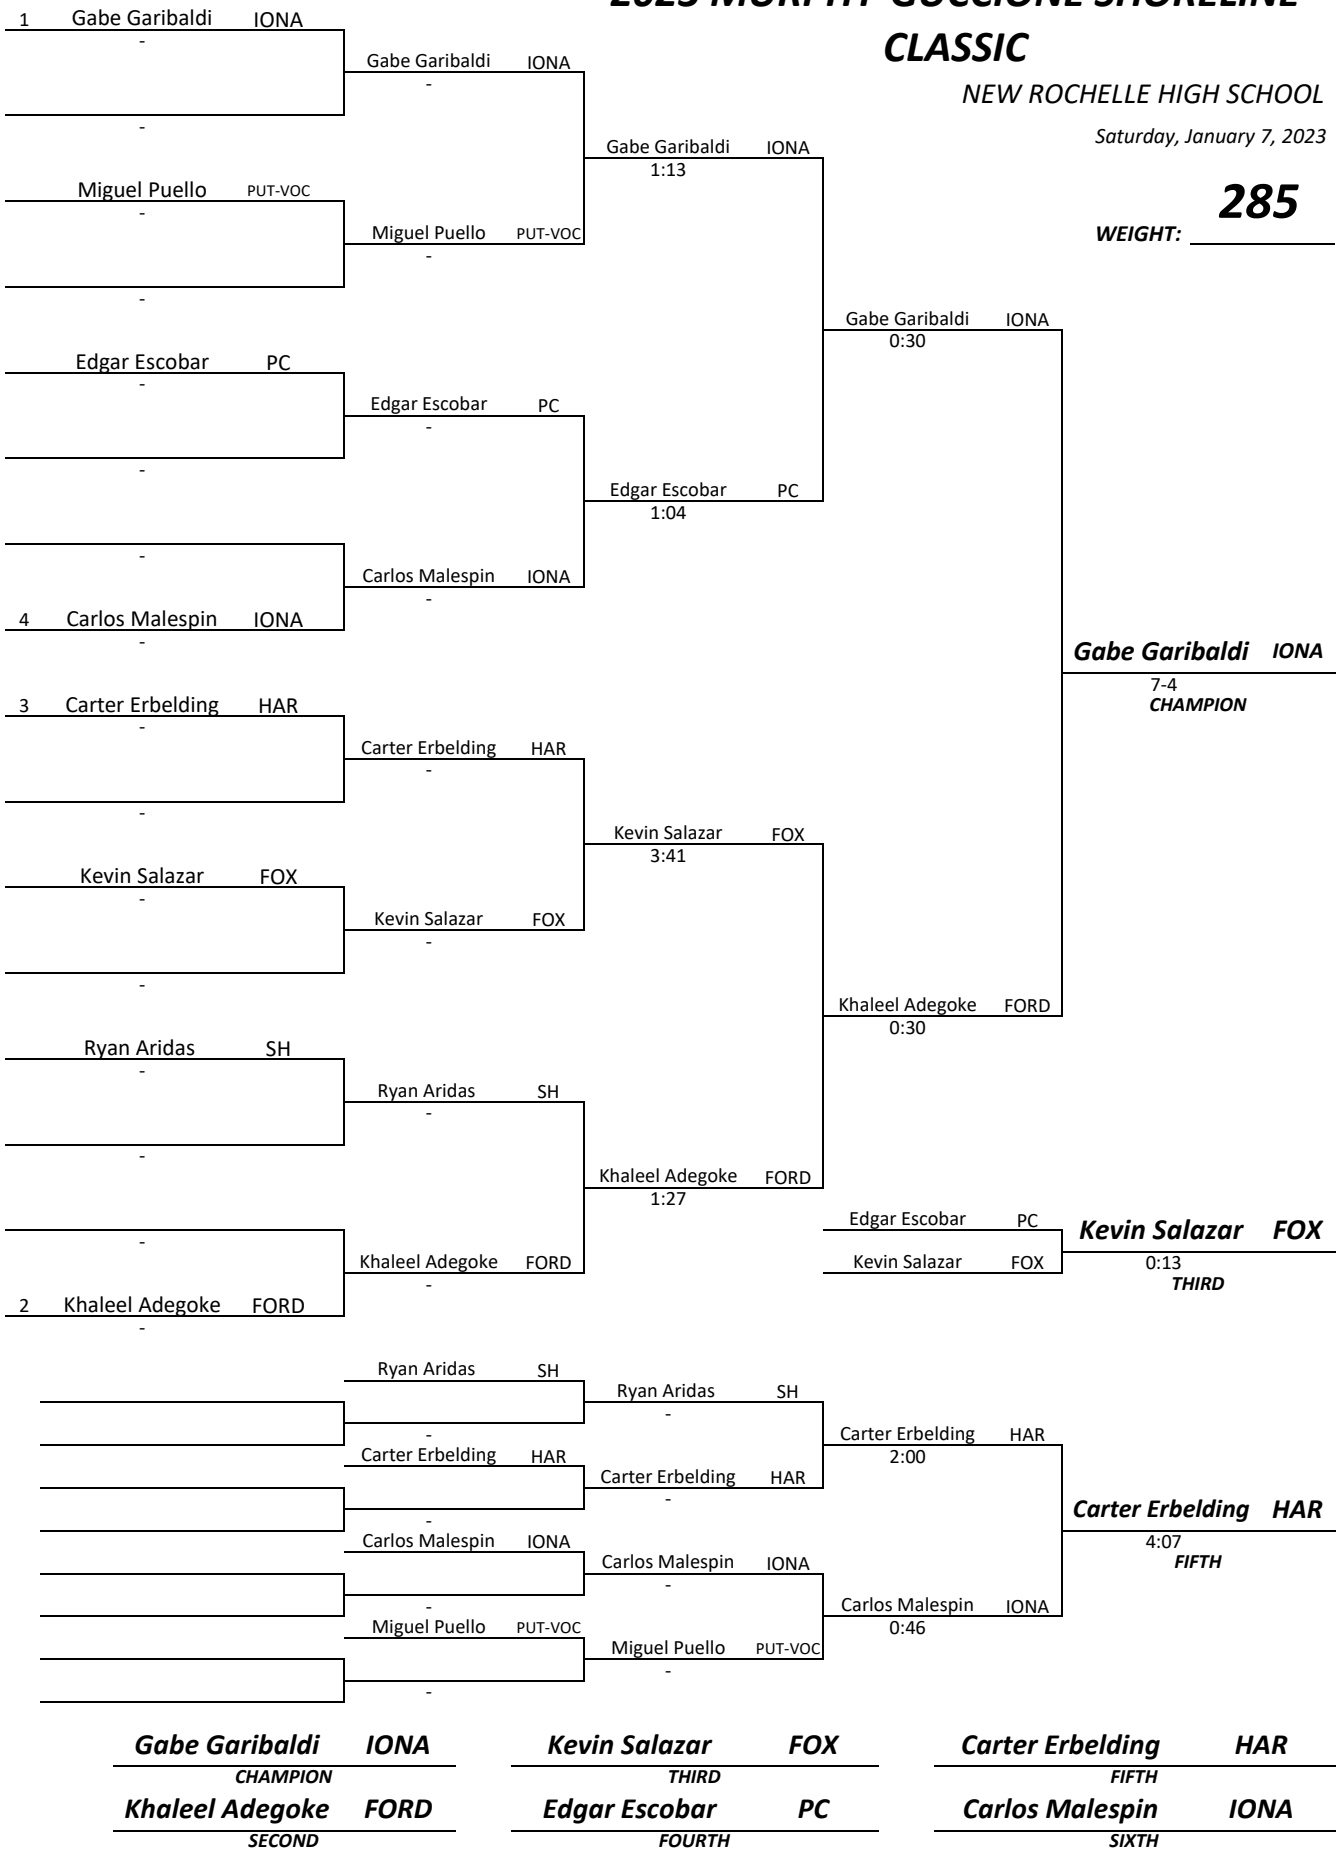 2023 MURPHY-GUCCIONE SHORELINE
CLASSIC
NEW ROCHELLE HIGH SCHOOL
Saturday, January 7, 2023
WEIGHT: 285
1 Gabe Garibaldi IONA
-
Gabe Garibaldi IONA
-
-
Gabe Garibaldi IONA
1:13
Miguel Puello PUT-VOC
-
Miguel Puello PUT-VOC
-
-
Gabe Garibaldi IONA
0:30
Edgar Escobar PC
-
Edgar Escobar PC
-
-
Edgar Escobar PC
1:04
-
Carlos Malespin IONA
-
4 Carlos Malespin IONA
-
Gabe Garibaldi IONA
7-4
CHAMPION
3 Carter Erbelding HAR
-
Carter Erbelding HAR
-
-
Kevin Salazar FOX
3:41
Kevin Salazar FOX
-
Kevin Salazar FOX
-
-
Khaleel Adegoke FORD
0:30
Ryan Aridas SH
-
Ryan Aridas SH
-
-
Khaleel Adegoke FORD
1:27
-
Khaleel Adegoke FORD
-
2 Khaleel Adegoke FORD
-
Edgar Escobar PC
Kevin Salazar FOX
Kevin Salazar FOX
0:13
THIRD
Ryan Aridas SH
-
Ryan Aridas SH
-
Carter Erbelding HAR
-
Carter Erbelding HAR
-
Carter Erbelding HAR
2:00
Carlos Malespin IONA
-
Carlos Malespin IONA
-
Miguel Puello PUT-VOC
-
Miguel Puello PUT-VOC
-
Carlos Malespin IONA
0:46
Carter Erbelding HAR
4:07
FIFTH
Gabe Garibaldi IONA Kevin Salazar FOX Carter Erbelding HAR
CHAMPION THIRD FIFTH
Khaleel Adegoke FORD Edgar Escobar PC Carlos Malespin IONA
SECOND FOURTH SIXTH